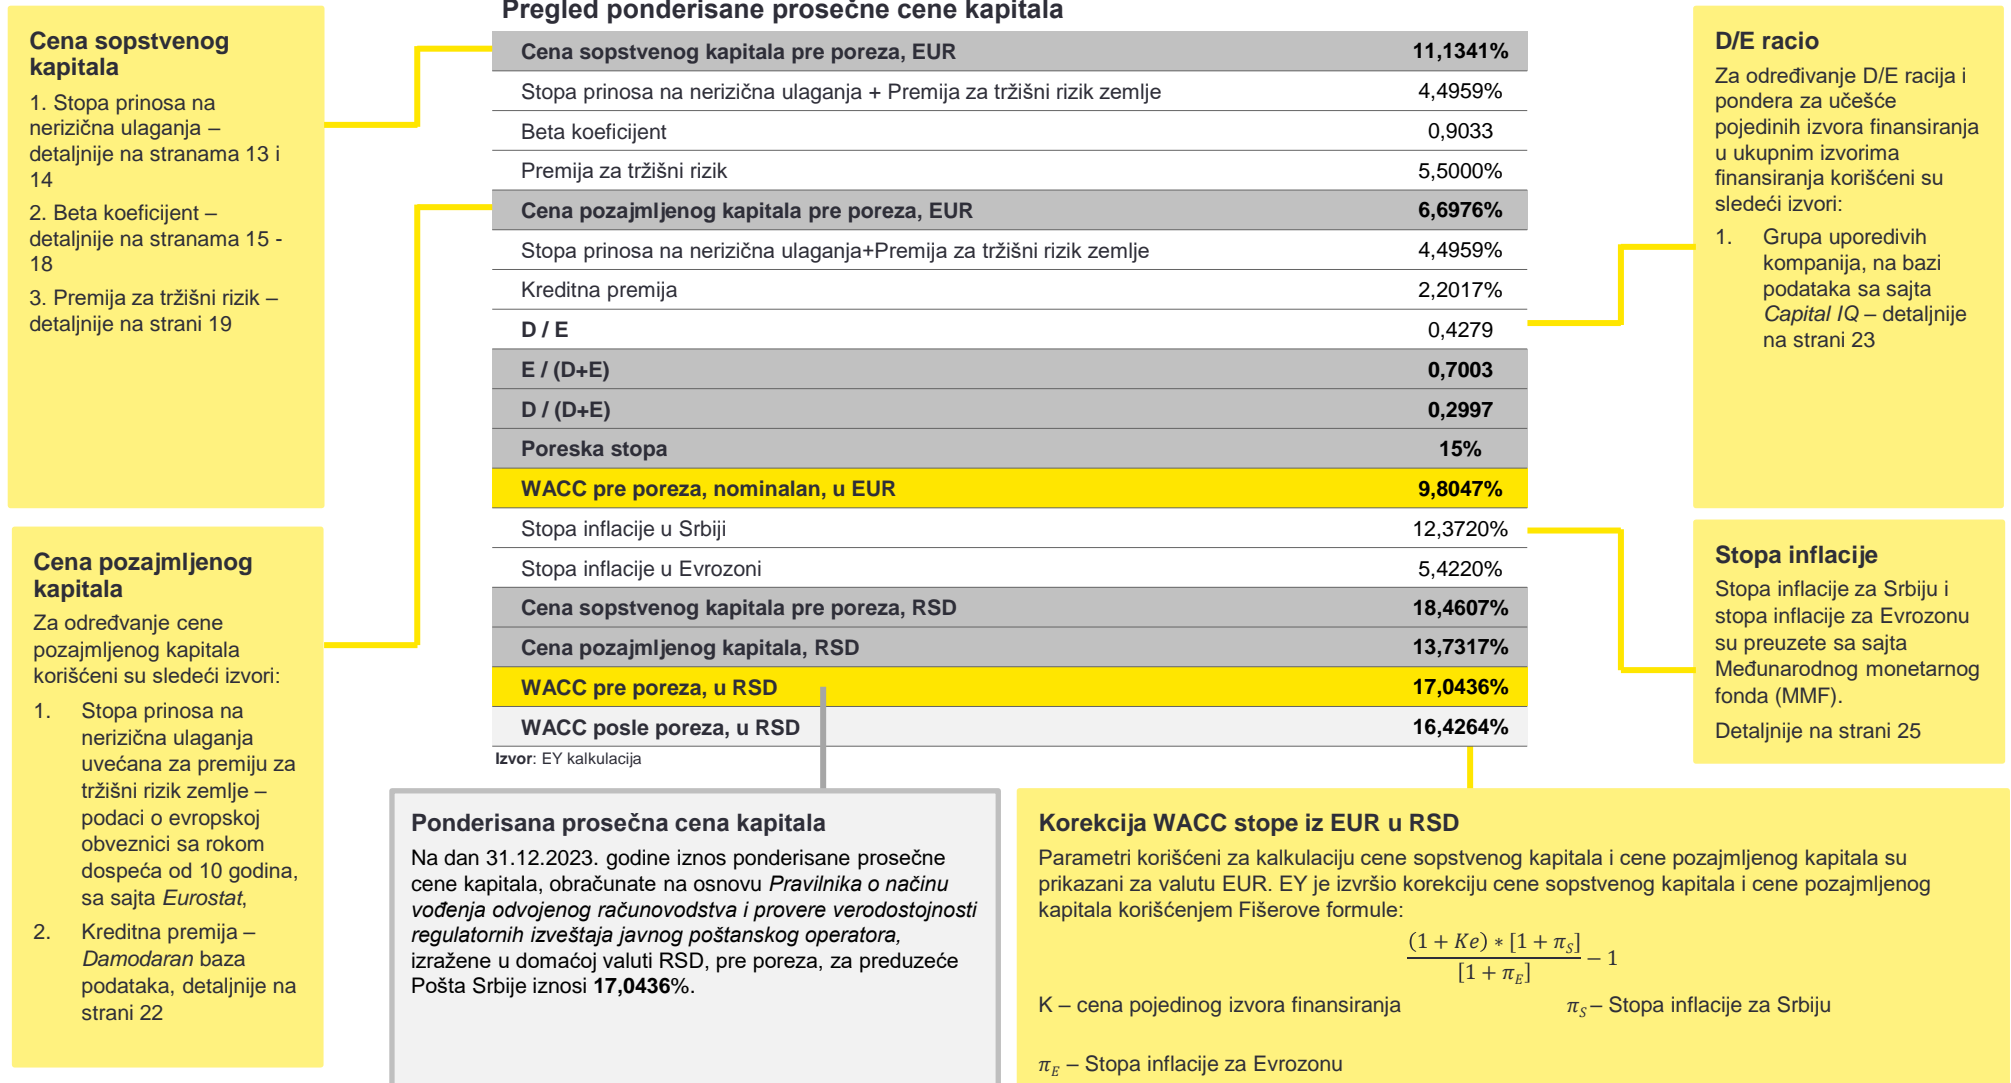 Pregled ponderisane prosečne cene kapitala
Cena sopstvenog
kapitala
1. Stopa prinosa na
nerizična ulaganja –
detaljnije na stranama 13 i
14
2. Beta koeficijent –
detaljnije na stranama 15 -
18
3. Premija za tržišni rizik –
detaljnije na strani 19
Cena pozajmljenog
kapitala
Za određvanje cene
pozajmljenog kapitala
korišćeni su sledeći izvori:
1. Stopa prinosa na
nerizična ulaganja
uvećana za premiju za
tržišni rizik zemlje –
podaci o evropskoj
obveznici sa rokom
dospeća od 10 godina,
sa sajta Eurostat,
2. Kreditna premija –
Damodaran baza
podataka, detaljnije na
strani 22
Cena sopstvenog kapitala pre poreza, EUR 11,1341%
Stopa prinosa na nerizična ulaganja + Premija za tržišni rizik zemlje 4,4959%
Beta koeficijent 0,9033
Premija za tržišni rizik 5,5000%
Cena pozajmljenog kapitala pre poreza, EUR 6,6976%
Stopa prinosa na nerizična ulaganja+Premija za tržišni rizik zemlje 4,4959%
Kreditna premija 2,2017%
D / E 0,4279
E / (D+E) 0,7003
D / (D+E) 0,2997
Poreska stopa 15%
WACC pre poreza, nominalan, u EUR 9,8047%
Stopa inflacije u Srbiji 12,3720%
Stopa inflacije u Evrozoni 5,4220%
Cena sopstvenog kapitala pre poreza, RSD 18,4607%
Cena pozajmljenog kapitala, RSD 13,7317%
WACC pre poreza, u RSD 17,0436%
WACC posle poreza, u RSD 16,4264%
Izvor: EY kalkulacija
D/E racio
Za određivanje D/E racija i
pondera za učešće
pojedinih izvora finansiranja
u ukupnim izvorima
finansiranja korišćeni su
sledeći izvori:
1. Grupa uporedivih
kompanija, na bazi
podataka sa sajta
Capital IQ – detaljnije
na strani 23
Stopa inflacije
Stopa inflacije za Srbiju i
stopa inflacije za Evrozonu
su preuzete sa sajta
Međunarodnog monetarnog
fonda (MMF).
Detaljnije na strani 25
Ponderisana prosečna cena kapitala
Na dan 31.12.2023. godine iznos ponderisane prosečne
cene kapitala, obračunate na osnovu Pravilnika o načinu
vođenja odvojenog računovodstva i provere verodostojnosti
regulatornih izveštaja javnog poštanskog operatora,
izražene u domaćoj valuti RSD, pre poreza, za preduzeće
Pošta Srbije iznosi 17,0436%.
Korekcija WACC stope iz EUR u RSD
Parametri korišćeni za kalkulaciju cene sopstvenog kapitala i cene pozajmljenog kapitala su
prikazani za valutu EUR. EY je izvršio korekciju cene sopstvenog kapitala i cene pozajmljenog
kapitala korišćenjem Fišerove formule:
(1 + Ke) ∗ [1 + π_S]
[1 + π_E] − 1
K – cena pojedinog izvora finansiranja π_S – Stopa inflacije za Srbiju
π_E – Stopa inflacije za Evrozonu